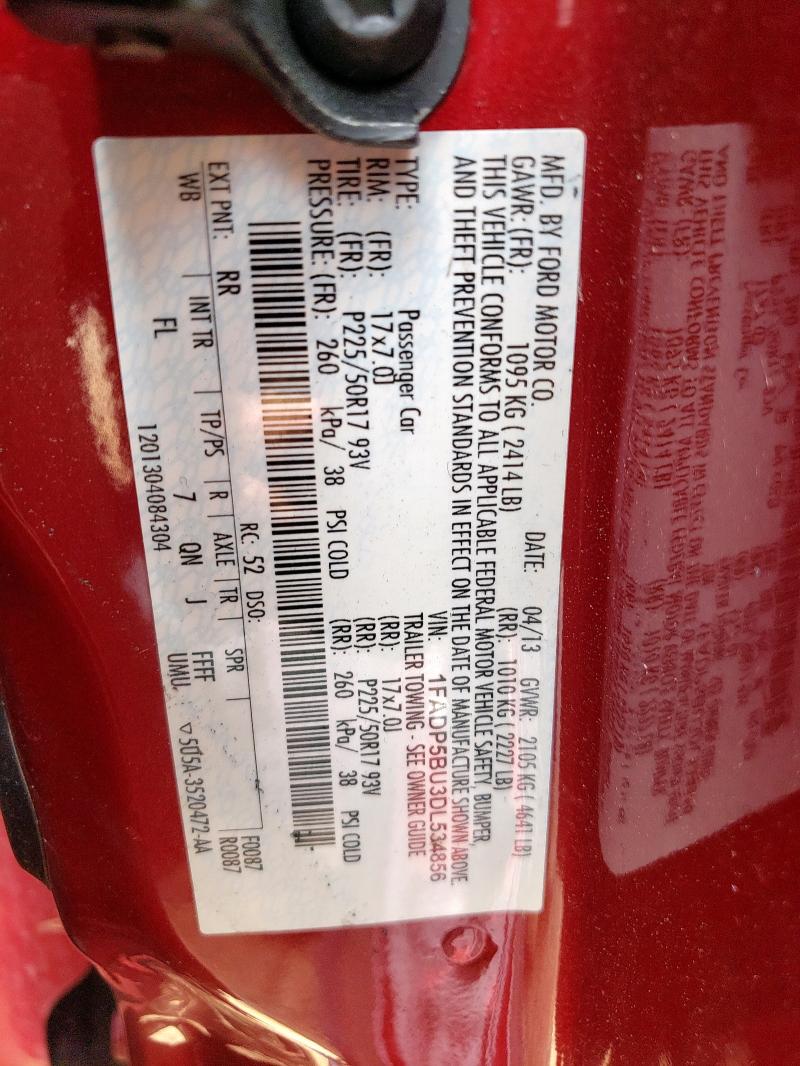 MFD. BY FORD MOTOR CO.
DATE: 04/13 GVWR: 2105 KG ( 4641 LB)
GAWR: (FR): 1095 KG ( 2414 LB) (RR): 1010 KG ( 2227 LB)
THIS VEHICLE CONFORMS TO ALL APPLICABLE FEDERAL MOTOR VEHICLE SAFETY, BUMPER,
AND THEFT PREVENTION STANDARDS IN EFFECT ON THE DATE OF MANUFACTURE SHOWN ABOVE.
VIN: 1FADP5BU3DL534856
TYPE: Passenger Car TRAILER TOWING - SEE OWNER GUIDE
RIM: (FR): 17x7.0J (RR): 17x7.0J
TIRE: (FR): P225/50R17 93V (RR): P225/50R17 93V
PRESSURE: (FR): 260 kPa/ 38 PSI COLD (RR): 260 kPa/ 38 PSI COLD
RC: 52 DSO: F0087
EXT PNT: RR R0087
WB INT TR TP/PS R AXLE TR SPR
FL 7 QN J FFFF UMU
1201304084304 ▽5U5A-3520472-AA